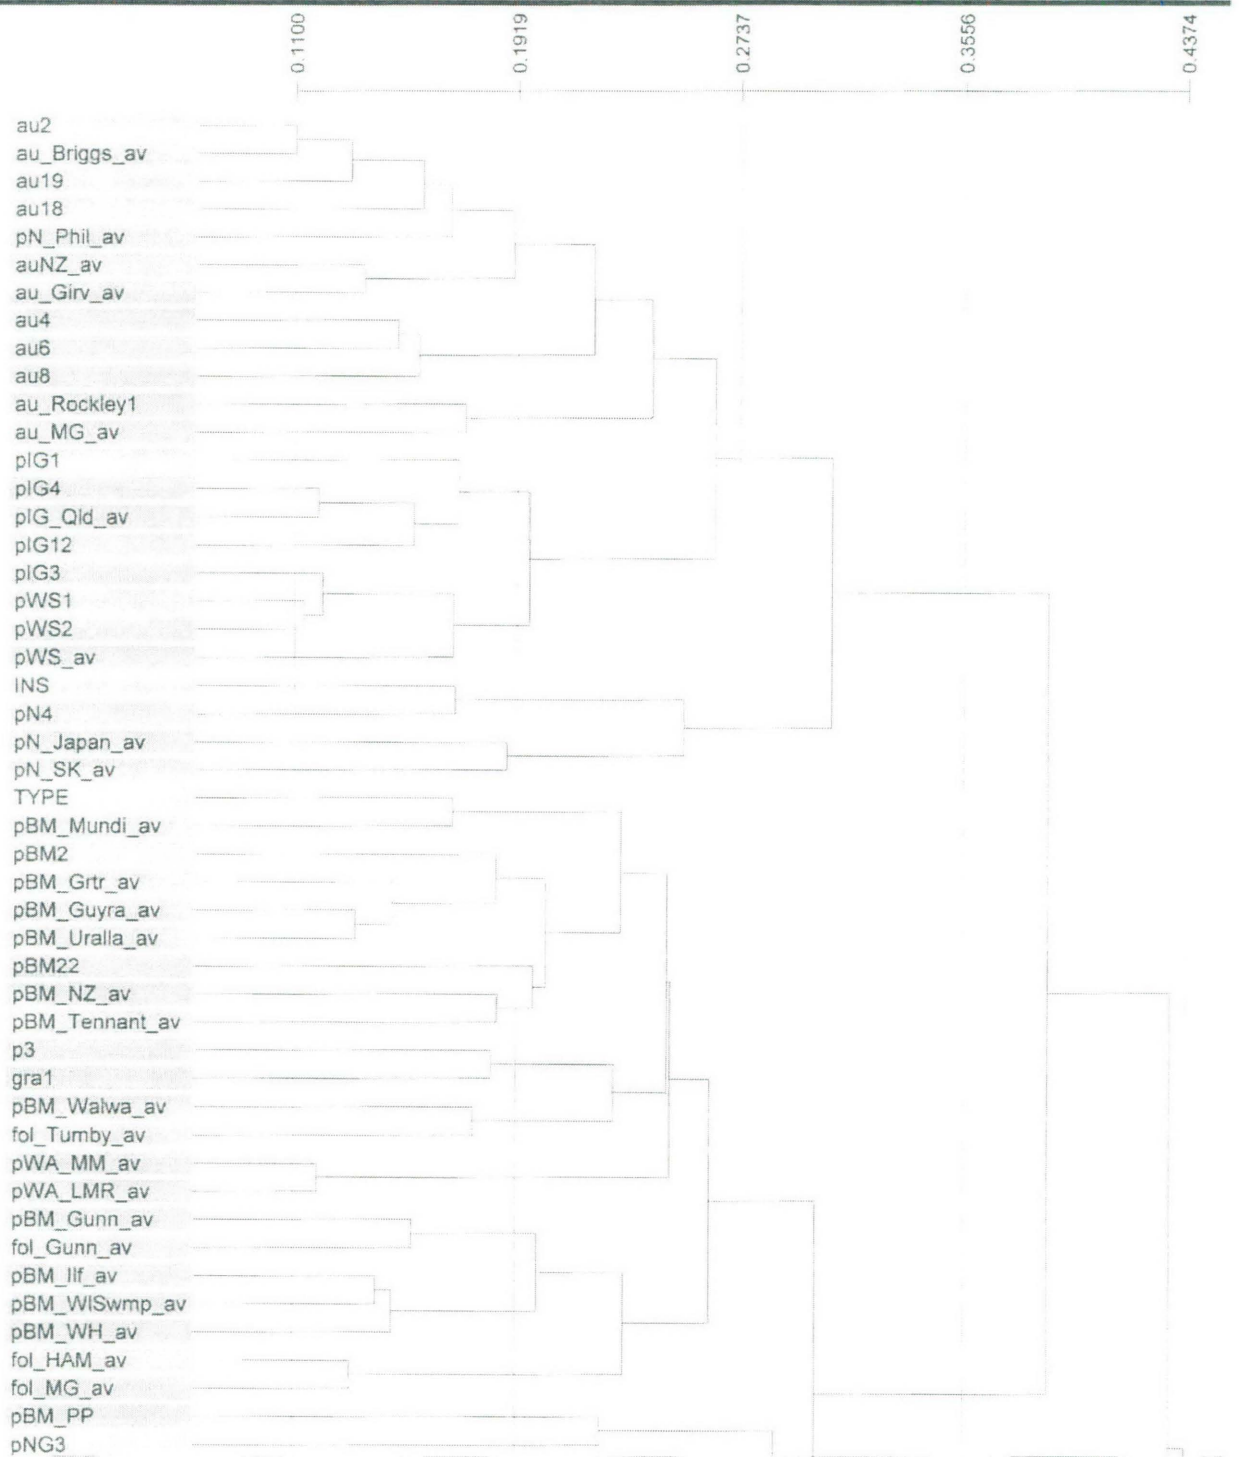 0.1100
0.1919
0.2737
0.3556
0.4374
au2
au_Briggs_av
au19
au18
pN_Phil_av
auNZ_av
au_Girv_av
au4
au6
au8
au_Rockley1
au_MG_av
pIG1
pIG4
pIG_Qld_av
pIG12
pIG3
pWS1
pWS2
pWS_av
INS
pN4
pN_Japan_av
pN_SK_av
TYPE
pBM_Mundi_av
pBM2
pBM_Grtr_av
pBM_Guyra_av
pBM_Uralla_av
pBM22
pBM_NZ_av
pBM_Tennant_av
p3
gra1
pBM_Walwa_av
fol_Tumby_av
pWA_MM_av
pWA_LMR_av
pBM_Gunn_av
fol_Gunn_av
pBM_Ilf_av
pBM_WlSwmp_av
pBM_WH_av
fol_HAM_av
fol_MG_av
pBM_PP
pNG3